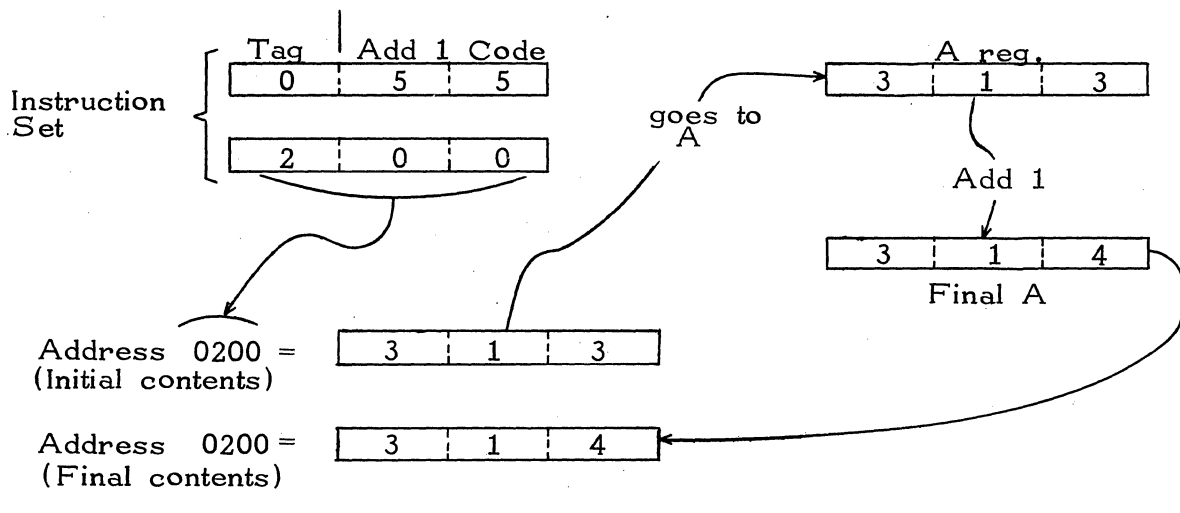 Tag Add 1 Code
0 5 5
Instruction
Set
2 0 0
goes to
A
A reg.
3 1 3
Add 1
3 1 4
Final A
Address 0200 = 3 1 3
(Initial contents)
Address 0200 = 3 1 4
(Final contents)